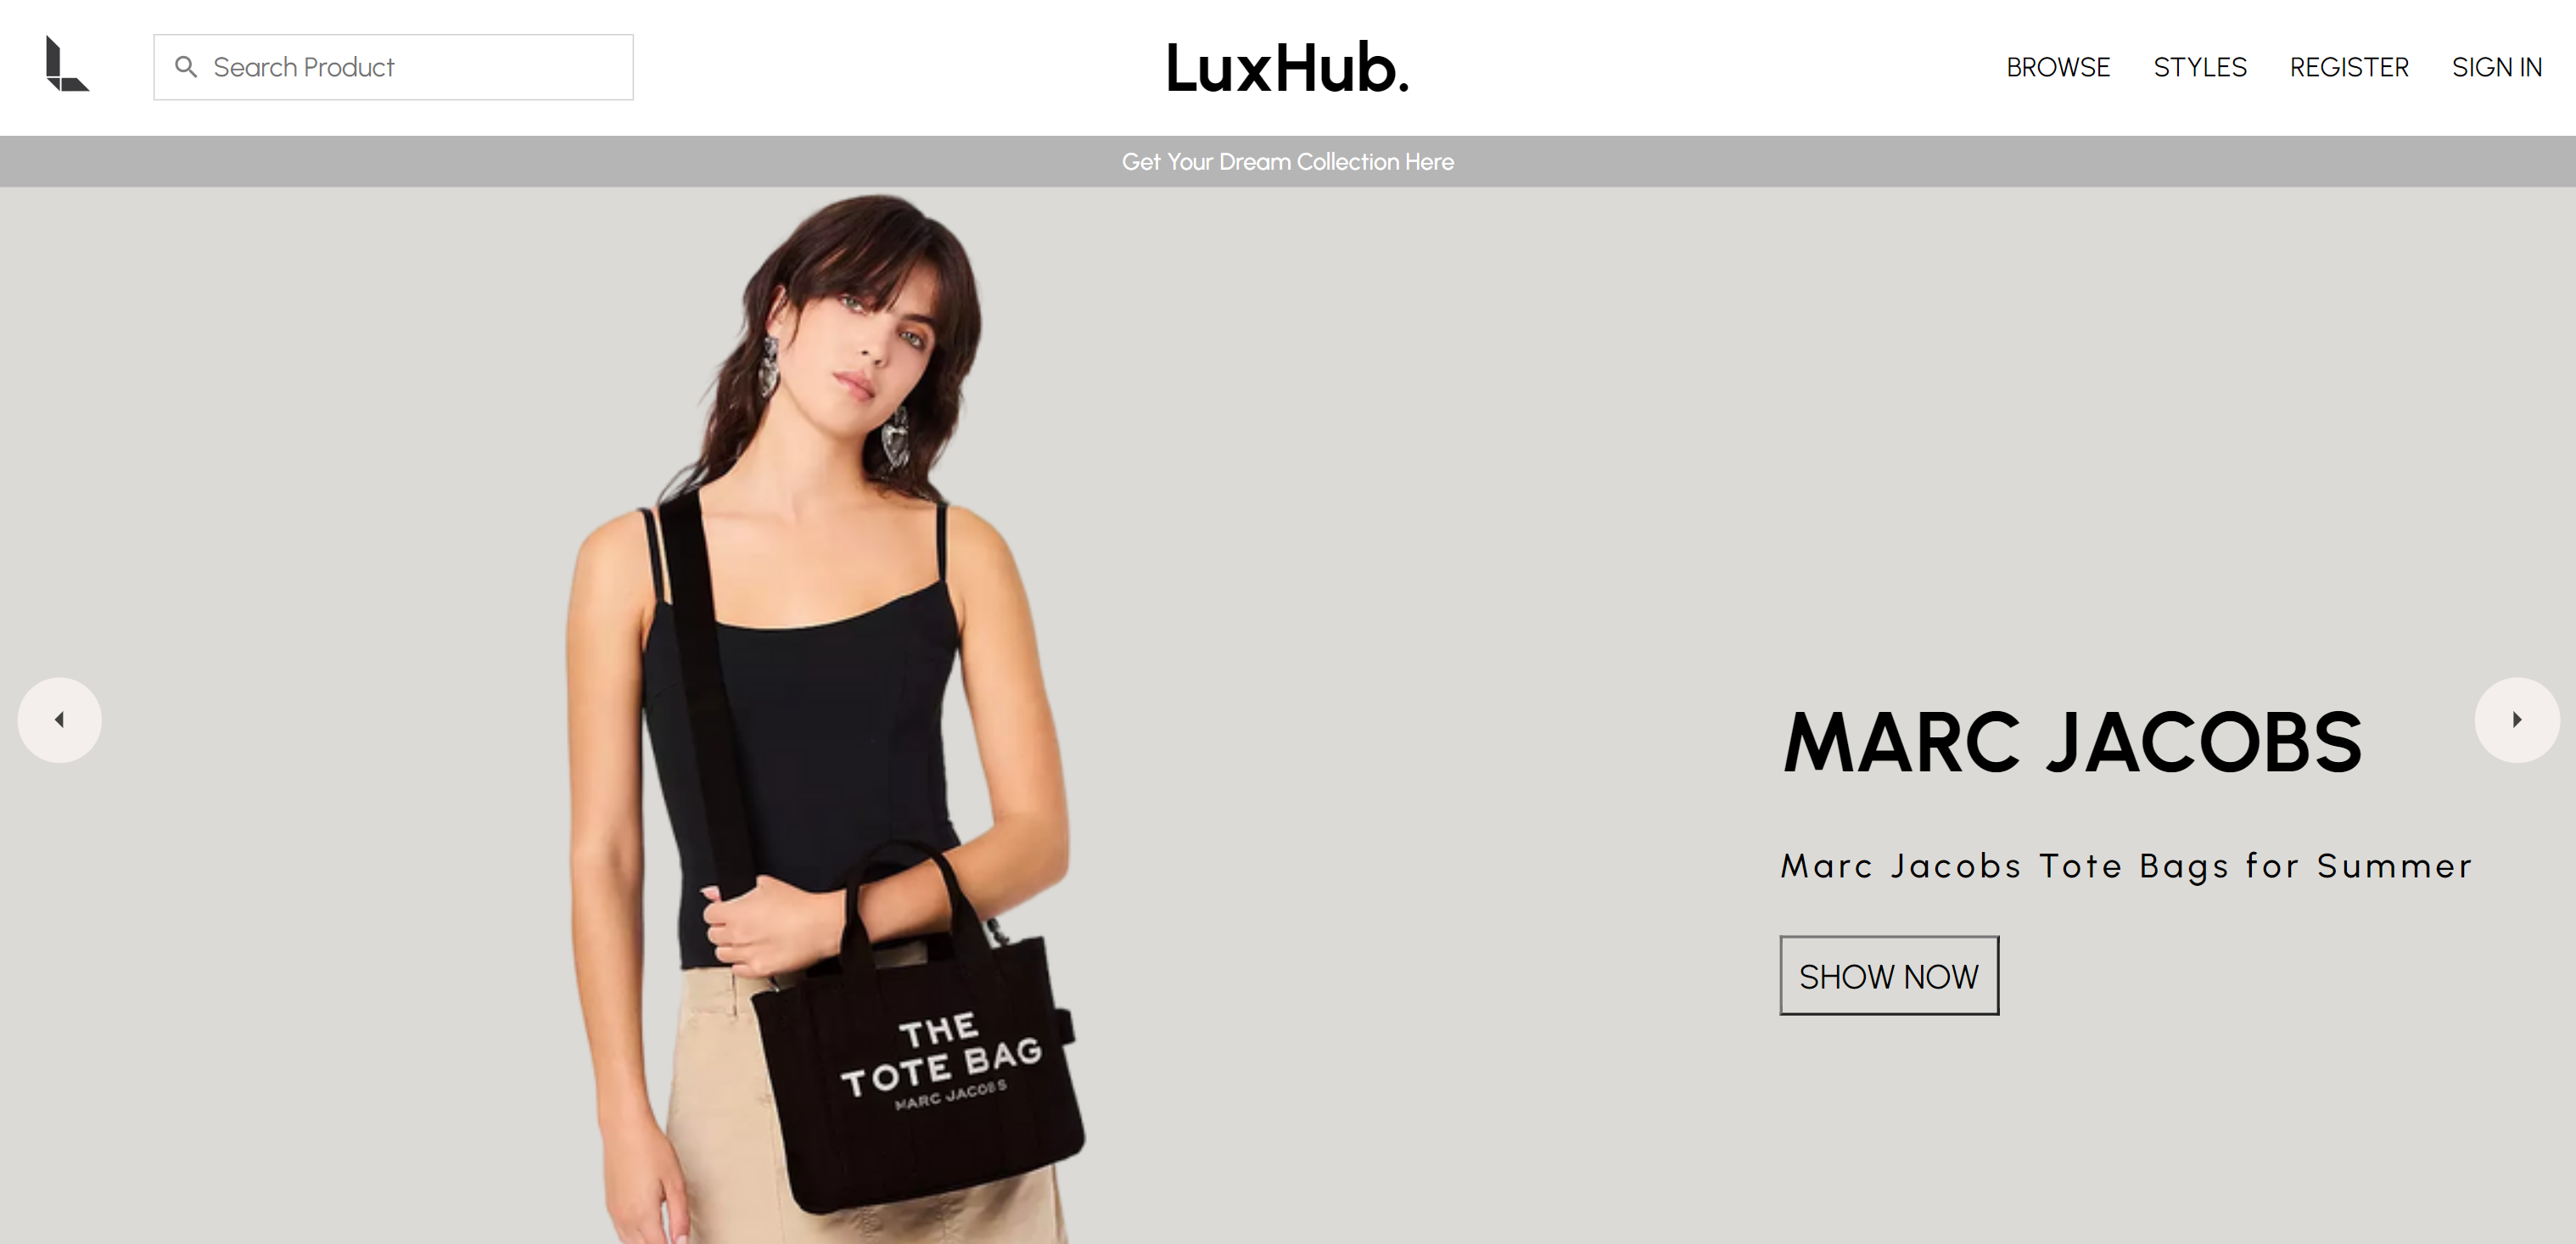 Search Product
LuxHub.
BROWSE STYLES REGISTER SIGN IN
Get Your Dream Collection Here
MARC JACOBS
Marc Jacobs Tote Bags for Summer
SHOW NOW
THE
TOTE BAG
MARC JACOBS